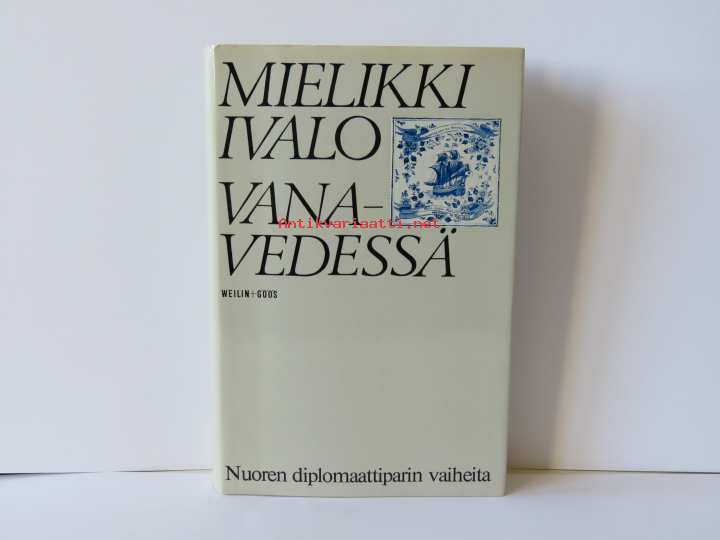 MIELIKKI
IVALO
VANA-
Antikvariaatti.net
VEDESSÄ
WEILIN+GÖÖS
Nuoren diplomaattiparin vaiheita